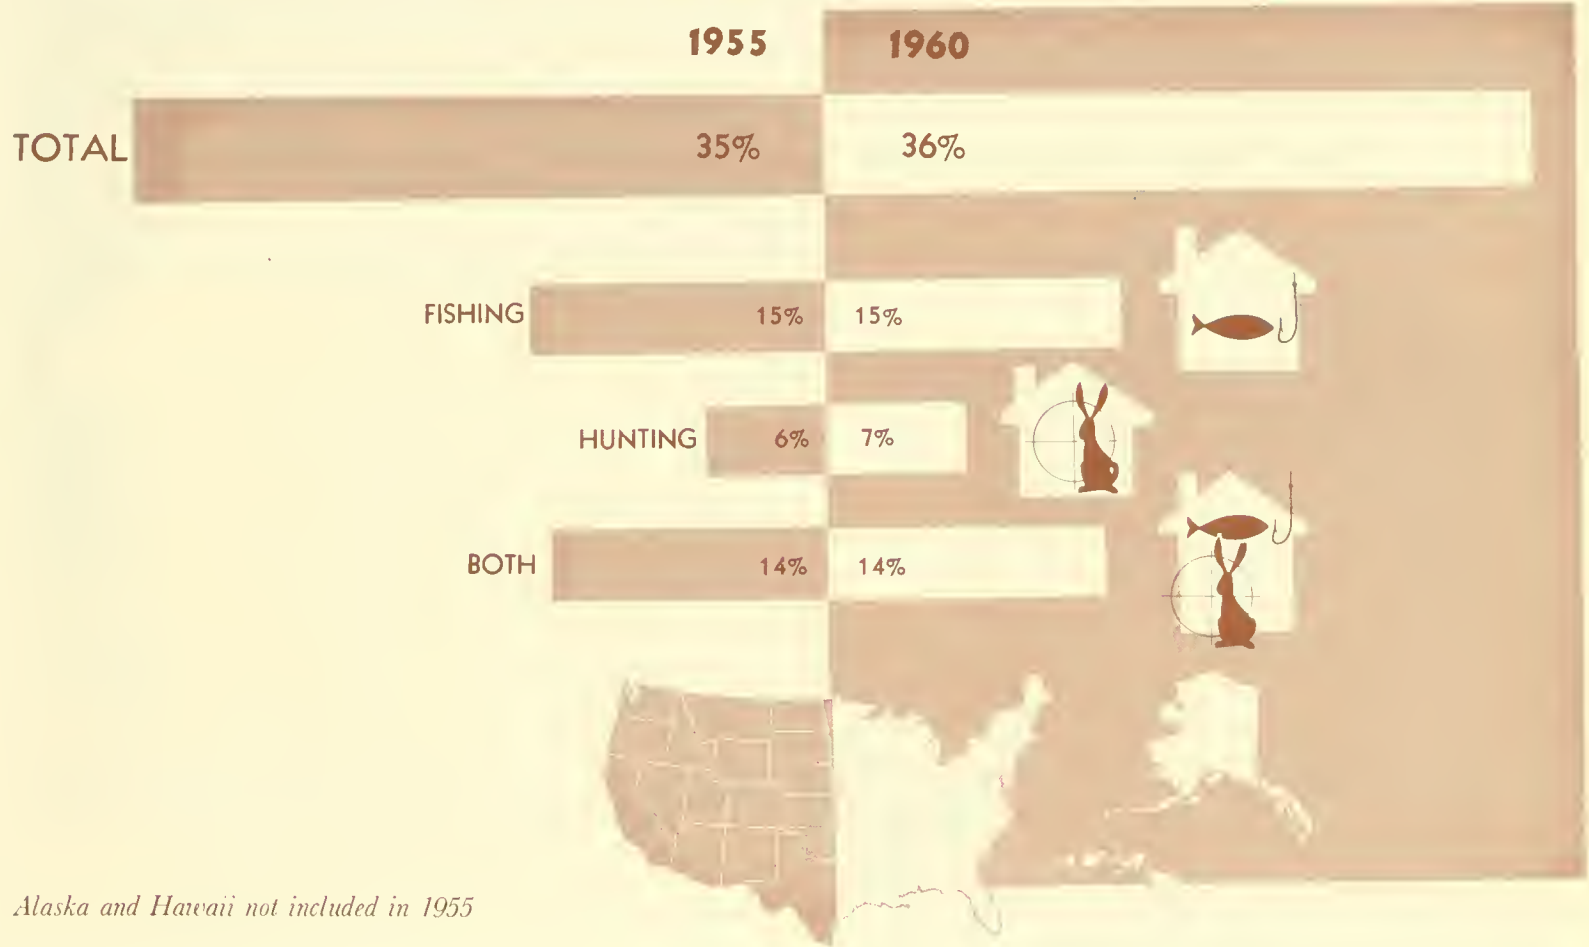 1955 1960
TOTAL 35% 36%
FISHING 15% 15%
HUNTING 6% 7%
BOTH 14% 14%
Alaska and Hawaii not included in 1955